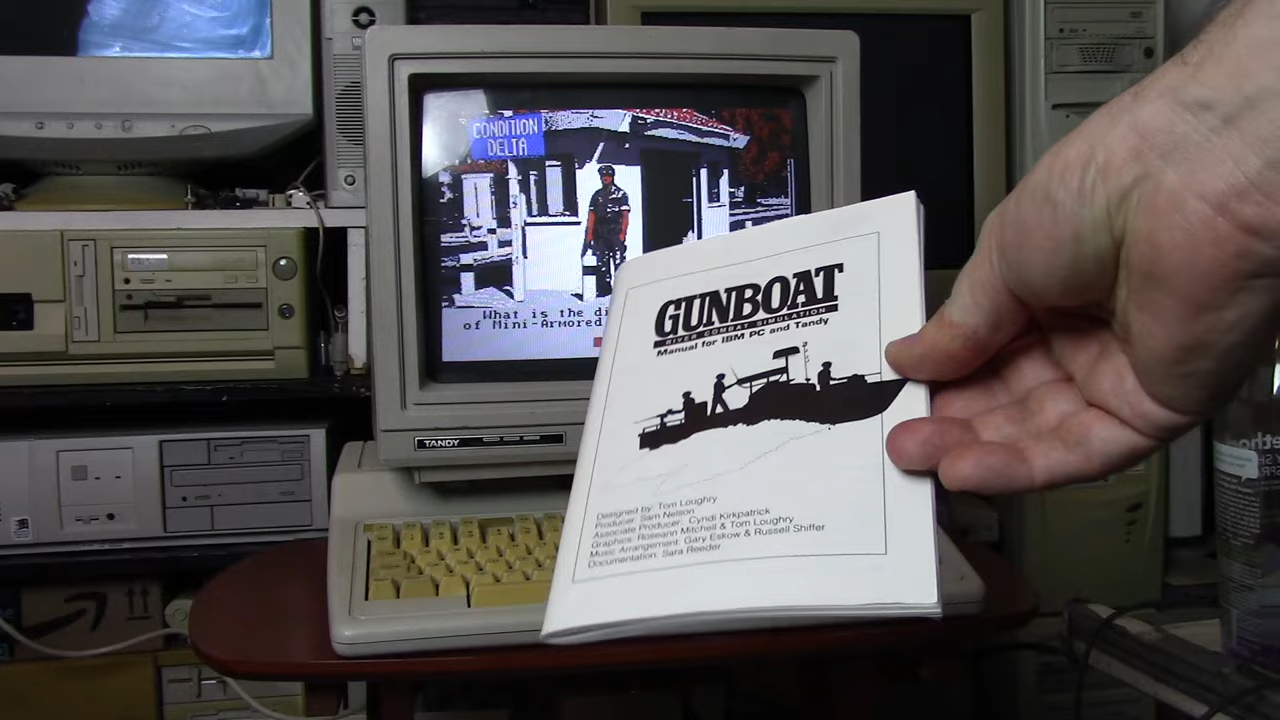 CONDITION
DELTA
What is the di
of Mini-Armored
TANDY
GUNBOAT
RIVER COMBAT SIMULATION
Manual for IBM PC and Tandy
Designed by: Tom Loughry
Producer: Sam Nelson
Associate Producer: Cyndi Kirkpatrick
Graphics: Roseann Mitchell & Tom Loughry
Music Arrangement: Gary Eskow & Russell Shiffer
Documentation: Sara Reeder